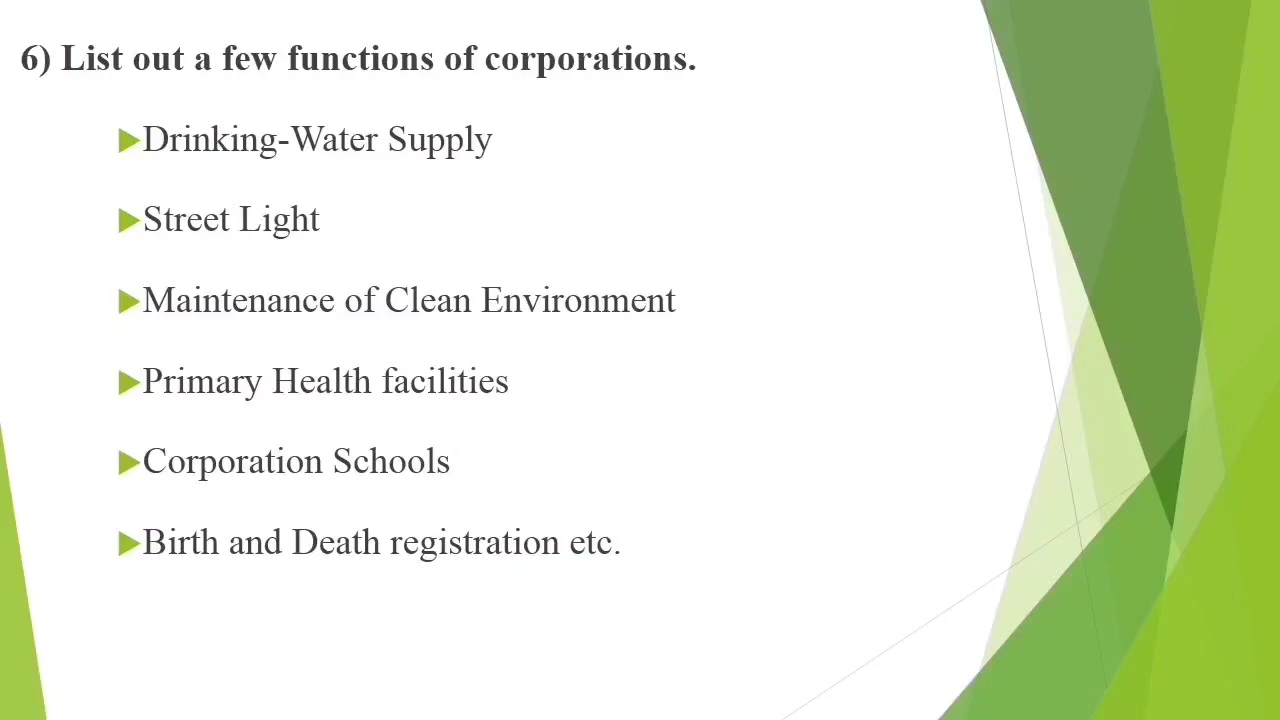 6) List out a few functions of corporations.
Drinking-Water Supply
Street Light
Maintenance of Clean Environment
Primary Health facilities
Corporation Schools
Birth and Death registration etc.